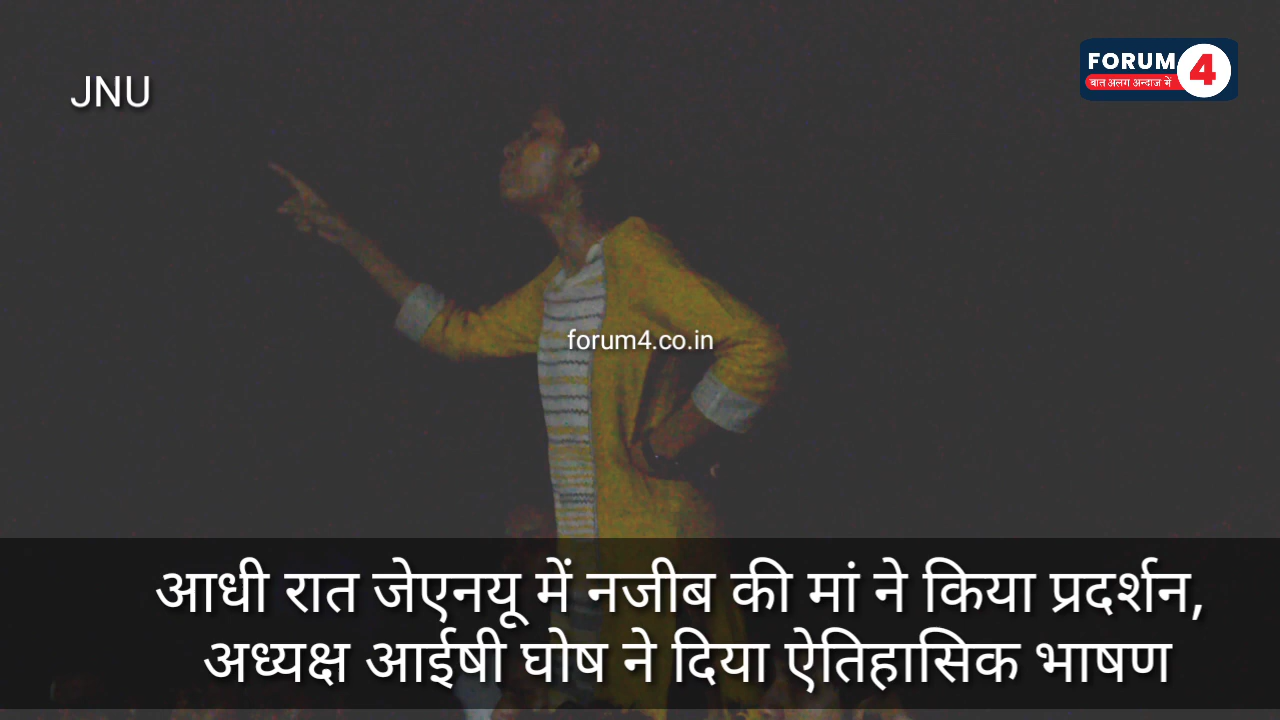 JNU
FORUM 4
बात अलग अन्दाज में
forum4.co.in
आधी रात जेएनयू में नजीब की मां ने किया प्रदर्शन,
अध्यक्ष आईषी घोष ने दिया ऐतिहासिक भाषण